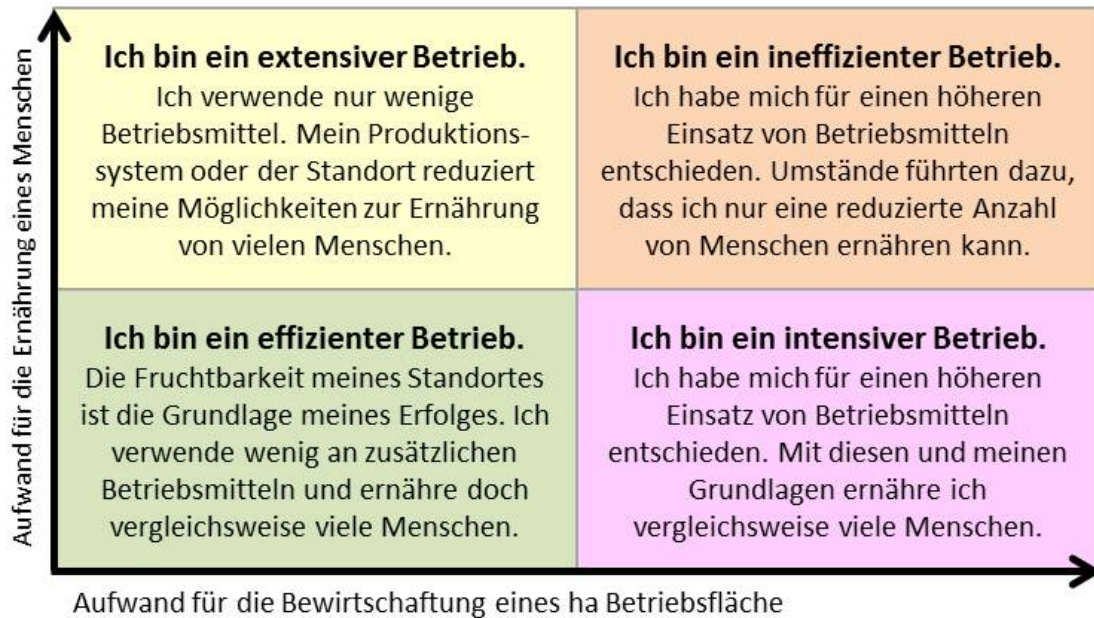 Aufwand für die Ernährung eines Menschen
Ich bin ein extensiver Betrieb.
Ich verwende nur wenige
Betriebsmittel. Mein Produktions-
system oder der Standort reduziert
meine Möglichkeiten zur Ernährung
von vielen Menschen.
Ich bin ein ineffizienter Betrieb.
Ich habe mich für einen höheren
Einsatz von Betriebsmitteln
entschieden. Umstände führten dazu,
dass ich nur eine reduzierte Anzahl
von Menschen ernähren kann.
Ich bin ein effizienter Betrieb.
Die Fruchtbarkeit meines Standortes
ist die Grundlage meines Erfolges. Ich
verwende wenig an zusätzlichen
Betriebsmitteln und ernähre doch
vergleichsweise viele Menschen.
Ich bin ein intensiver Betrieb.
Ich habe mich für einen höheren
Einsatz von Betriebsmitteln
entschieden. Mit diesen und meinen
Grundlagen ernähre ich
vergleichsweise viele Menschen.
Aufwand für die Bewirtschaftung eines ha Betriebsfläche